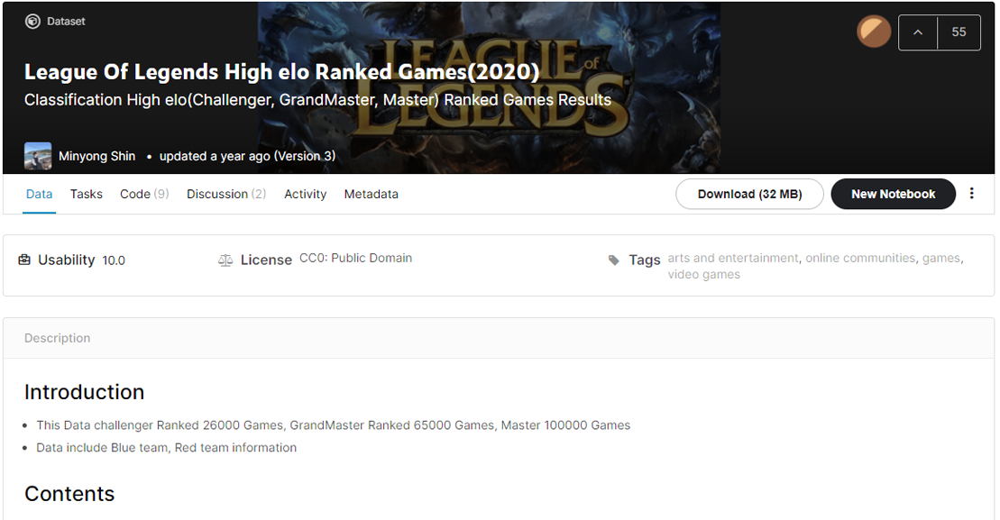 Dataset
55
LEAGUE of
LEGENDS
League Of Legends High elo Ranked Games(2020)
Classification High elo(Challenger, GrandMaster, Master) Ranked Games Results
Minyong Shin • updated a year ago (Version 3)
Data Tasks Code (9) Discussion (2) Activity Metadata Download (32 MB) New Notebook
Usability 10.0 License CC0: Public Domain Tags arts and entertainment, online communities, games,
video games
Description
Introduction
• This Data challenger Ranked 26000 Games, GrandMaster Ranked 65000 Games, Master 100000 Games
• Data include Blue team, Red team information
Contents